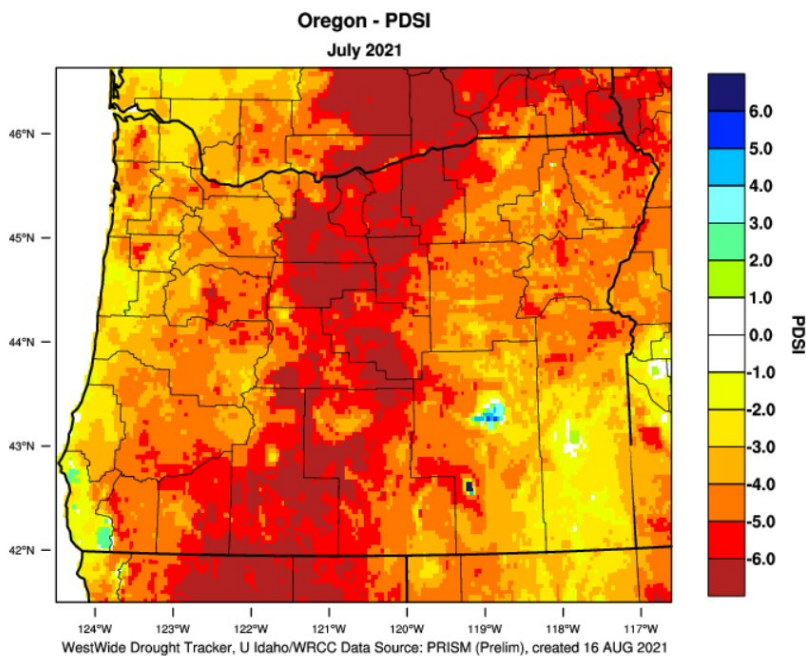 Oregon - PDSI
July 2021
46°N
45°N
44°N
43°N
42°N
124°W 123°W 122°W 121°W 120°W 119°W 118°W 117°W
6.0
5.0
4.0
3.0
2.0
1.0
0.0
-1.0
-2.0
-3.0
-4.0
-5.0
-6.0
PDSI
WestWide Drought Tracker, U Idaho/WRCC Data Source: PRISM (Prelim), created 16 AUG 2021